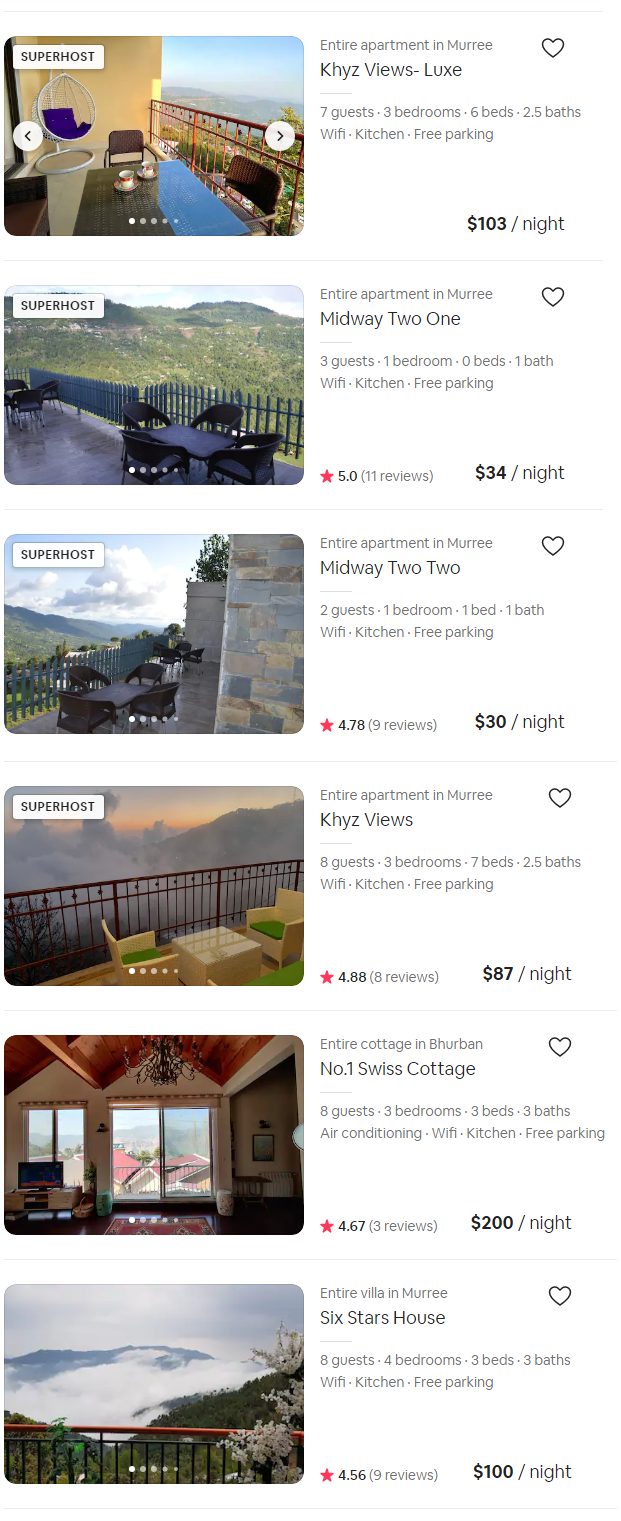 SUPERHOST
Entire apartment in Murree
Khyz Views- Luxe
7 guests · 3 bedrooms · 6 beds · 2.5 baths
Wifi · Kitchen · Free parking
$103 / night
SUPERHOST
Entire apartment in Murree
Midway Two One
3 guests · 1 bedroom · 0 beds · 1 bath
Wifi · Kitchen · Free parking
5.0 (11 reviews) $34 / night
SUPERHOST
Entire apartment in Murree
Midway Two Two
2 guests · 1 bedroom · 1 bed · 1 bath
Wifi · Kitchen · Free parking
4.78 (9 reviews) $30 / night
SUPERHOST
Entire apartment in Murree
Khyz Views
8 guests · 3 bedrooms · 7 beds · 2.5 baths
Wifi · Kitchen · Free parking
4.88 (8 reviews) $87 / night
Entire cottage in Bhurban
No.1 Swiss Cottage
8 guests · 3 bedrooms · 3 beds · 3 baths
Air conditioning · Wifi · Kitchen · Free parking
4.67 (3 reviews) $200 / night
Entire villa in Murree
Six Stars House
8 guests · 4 bedrooms · 3 beds · 3 baths
Wifi · Kitchen · Free parking
4.56 (9 reviews) $100 / night